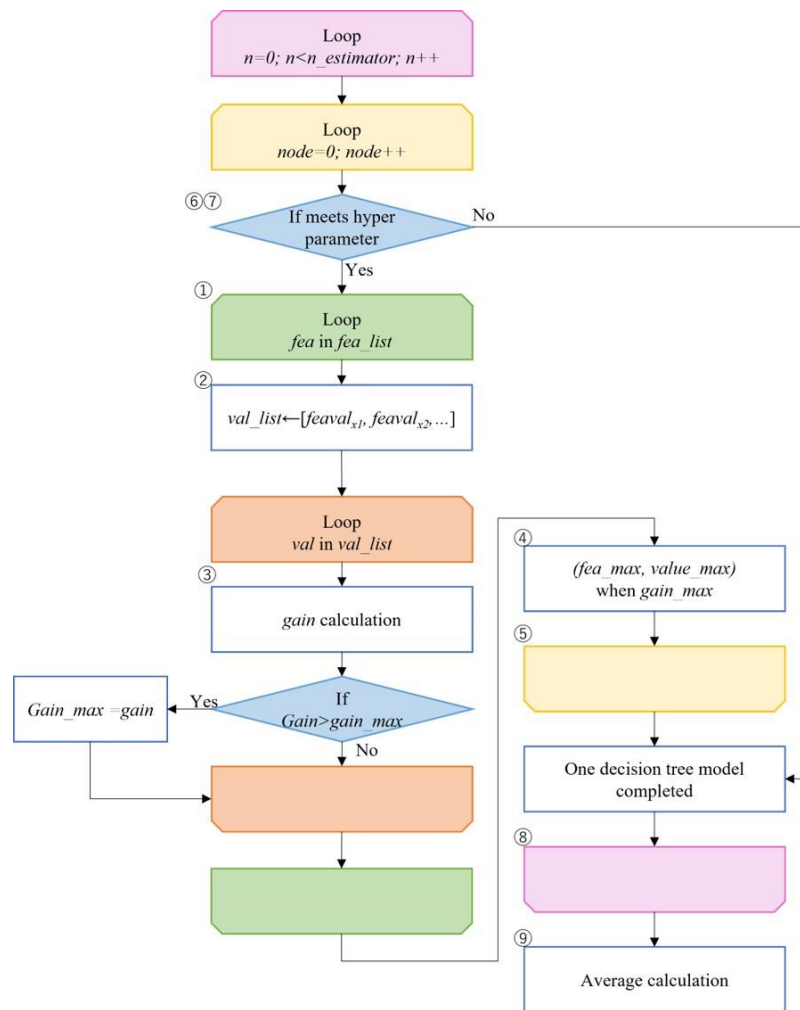 Loop
n=0; n<n_estimator; n++
Loop
node=0; node++
⑥⑦
If meets hyper
parameter
No
Yes
①
Loop
fea in fea_list
②
val_list←[feaval_x1, feaval_x2,…]
Loop
val in val_list
③
gain calculation
If
Gain>gain_max
Yes
Gain_max =gain
No
④
(fea_max, value_max)
when gain_max
⑤
One decision tree model
completed
⑧
⑨
Average calculation